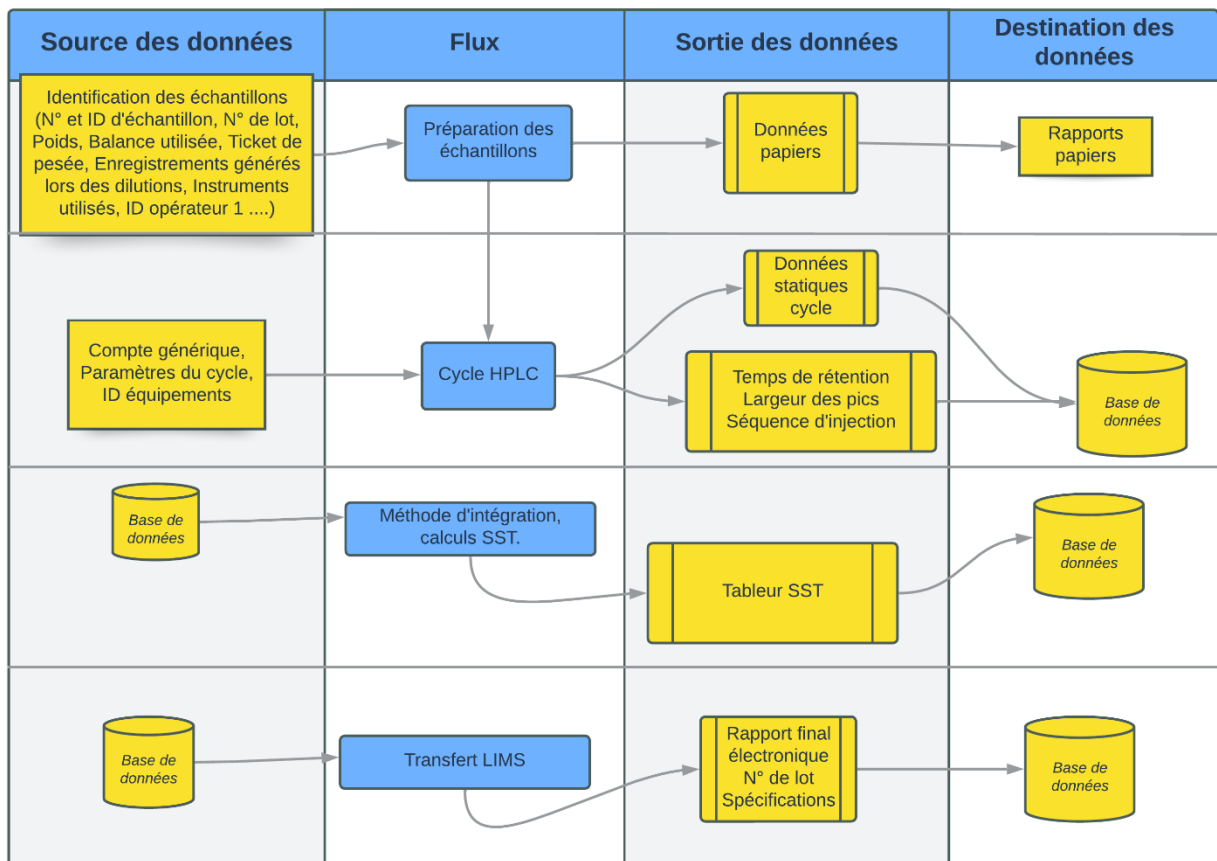 Source des données
Flux
Sortie des données
Destination des
données
Identification des échantillons
(N° et ID d'échantillon, N° de lot,
Poids, Balance utilisée, Ticket de
pesée, Enregistrements générés
lors des dilutions, Instruments
utilisés, ID opérateur 1 ....)
Préparation des
échantillons
Données
papiers
Rapports
papiers
Compte générique,
Paramètres du cycle,
ID équipements
Cycle HPLC
Données
statiques
cycle
Temps de rétention
Largeur des pics
Séquence d'injection
Base de
données
Base de
données
Méthode d'intégration,
calculs SST.
Tableur SST
Base de
données
Base de
données
Transfert LIMS
Rapport final
électronique
N° de lot
Spécifications
Base de
données